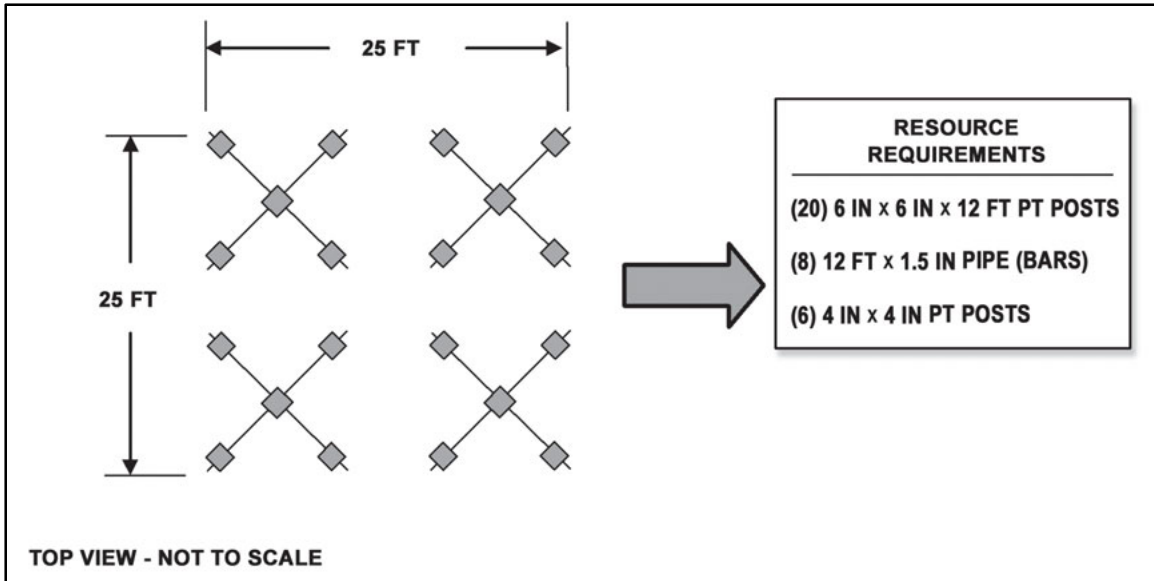 25 FT
25 FT
RESOURCE
REQUIREMENTS
(20) 6 IN x 6 IN x 12 FT PT POSTS
(8) 12 FT x 1.5 IN PIPE (BARS)
(6) 4 IN x 4 IN PT POSTS
TOP VIEW - NOT TO SCALE